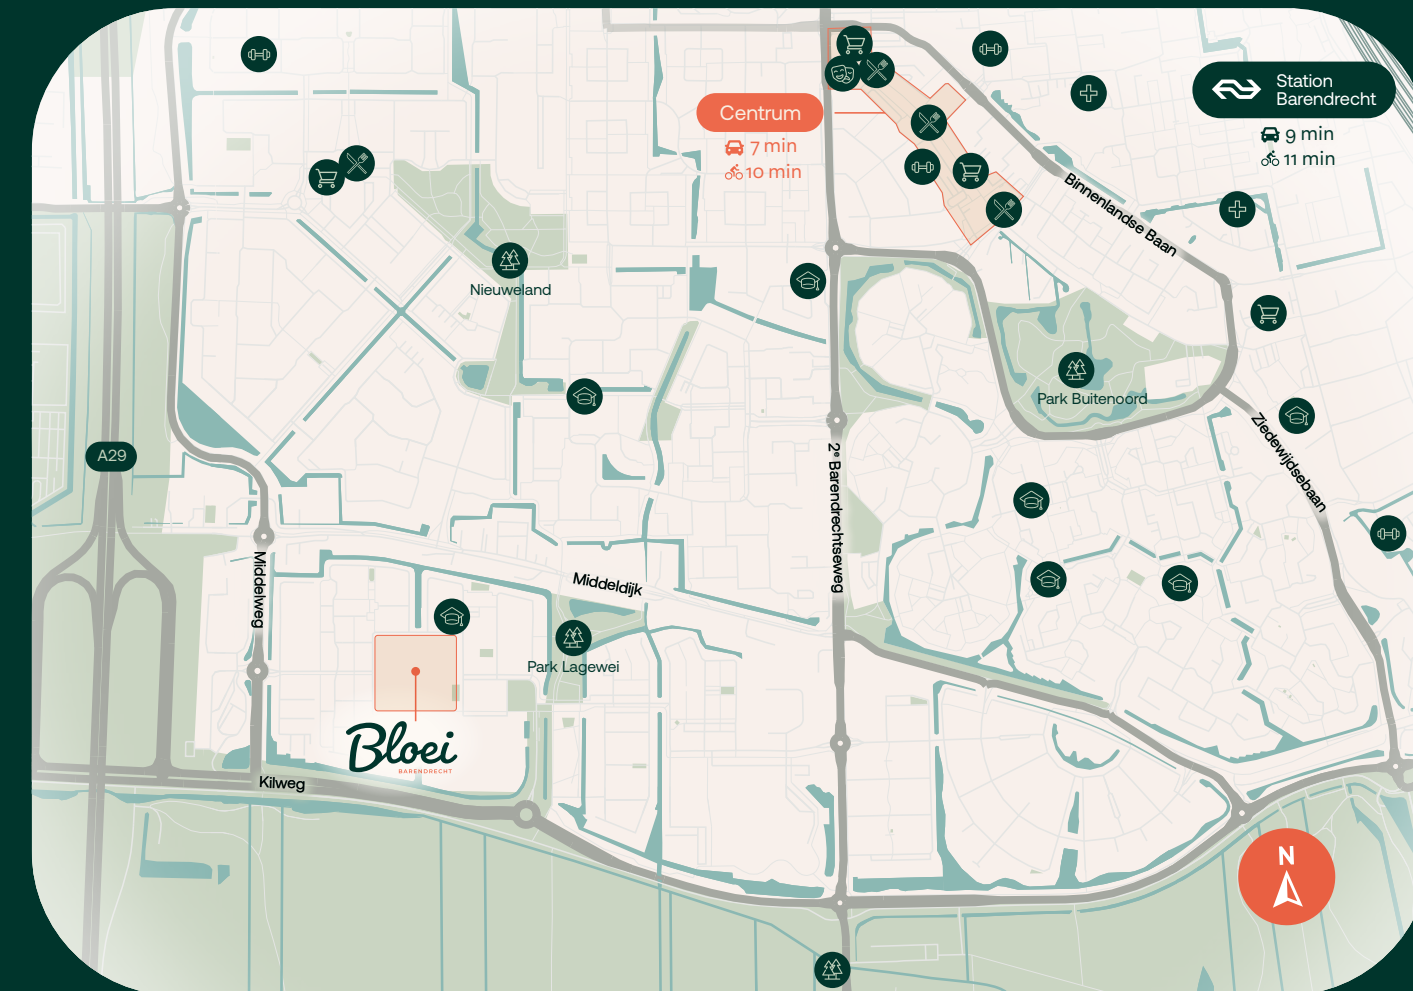 Station
Barendrecht
9 min
11 min
Centrum
7 min
10 min
Binnenlandse Baan
Nieuweland
Park Buitenoord
Ziedewijdsebaan
A29
2e Barendrechtseweg
Middeldijk
Middelweg
Park Lagewei
Bloei
BARENDRECHT
Kilweg
N